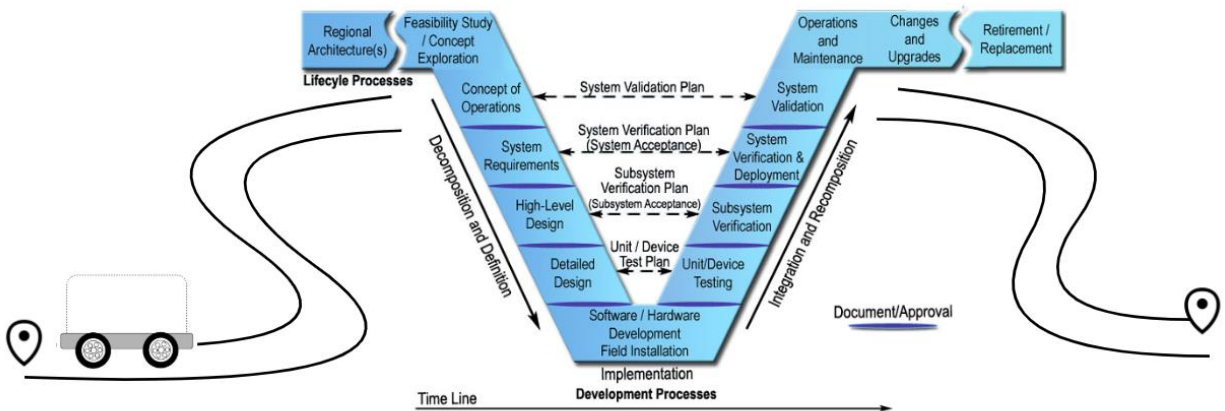 Regional
Architecture(s)
Feasibility Study
/ Concept
Exploration
Operations
and
Maintenance
Changes
and
Upgrades
Retirement /
Replacement
Lifecyle Processes
Concept of
Operations
System Validation Plan
System
Validation
System
Requirements
System Verification Plan
(System Acceptance)
System
Verification &
Deployment
High-Level
Design
Subsystem
Verification Plan
(Subsystem Acceptance)
Subsystem
Verification
Detailed
Design
Unit / Device
Test Plan
Unit/Device
Testing
Decomposition and Definition
Integration and Recomposition
Software / Hardware
Development
Field Installation
Document/Approval
Implementation
Development Processes
Time Line